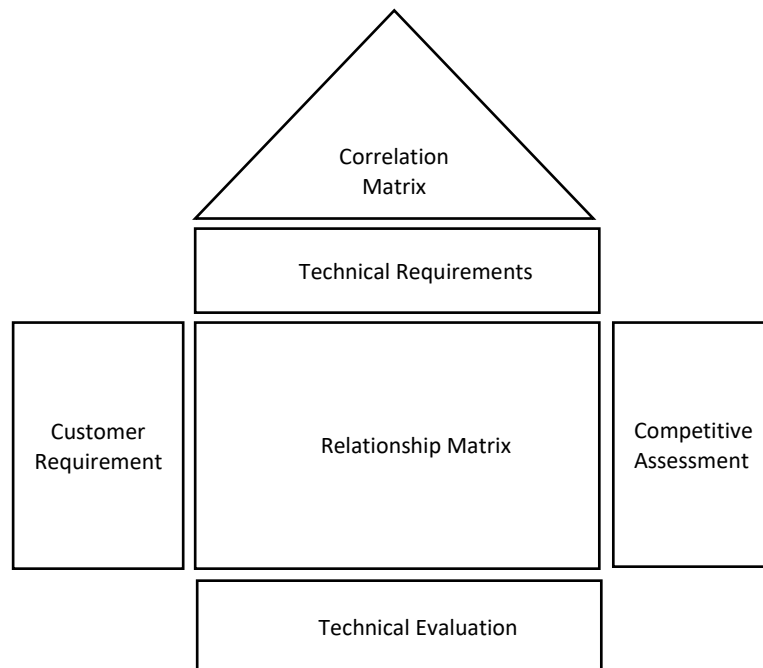 Correlation
Matrix
Technical Requirements
Customer
Requirement
Relationship Matrix
Competitive
Assessment
Technical Evaluation